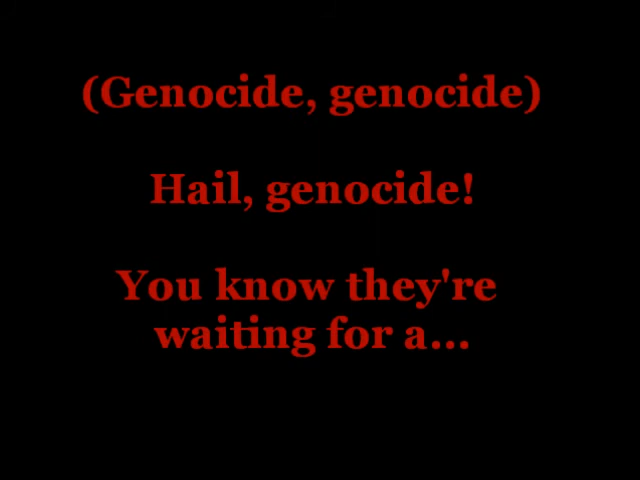 (Genocide, genocide)
Hail, genocide!
You know they're
waiting for a...